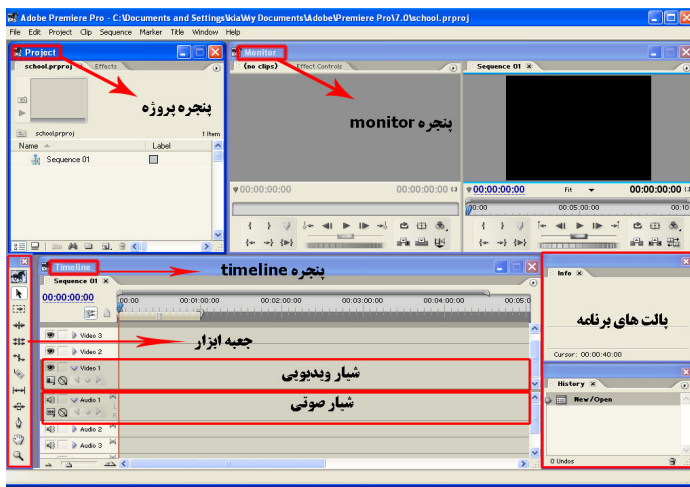 Adobe Premiere Pro - C:\Documents and Settings\kia\My Documents\Adobe\Premiere Pro\7.0\school.prproj
File Edit Project Clip Sequence Marker Title Window Help
Project
school.prproj Effects
پنجره پروژه
school.prproj 1 Item
Name Label
Sequence 01
Monitor
(no clips) Effect Controls
پنجره monitor
00:00:00:00 00:00:00:00
Sequence 01
00:00:00:00 Fit 00:00:00:00
00:00 00:05:00:00 00:10
Timeline
پنجره timeline
Sequence 01
00:00:00:00
00:00 00:01:00:00 00:02:00:00 00:03:00:00 00:04:00:00 00:05:0
Video 3
جعبه ابزار
Video 2
Video 1
شیار ویدیویی
Audio 1
شیار صوتی
Audio 2
Audio 3
Info
پالت های برنامه
Cursor: 00:00:40:00
History
New/Open
0 Undos